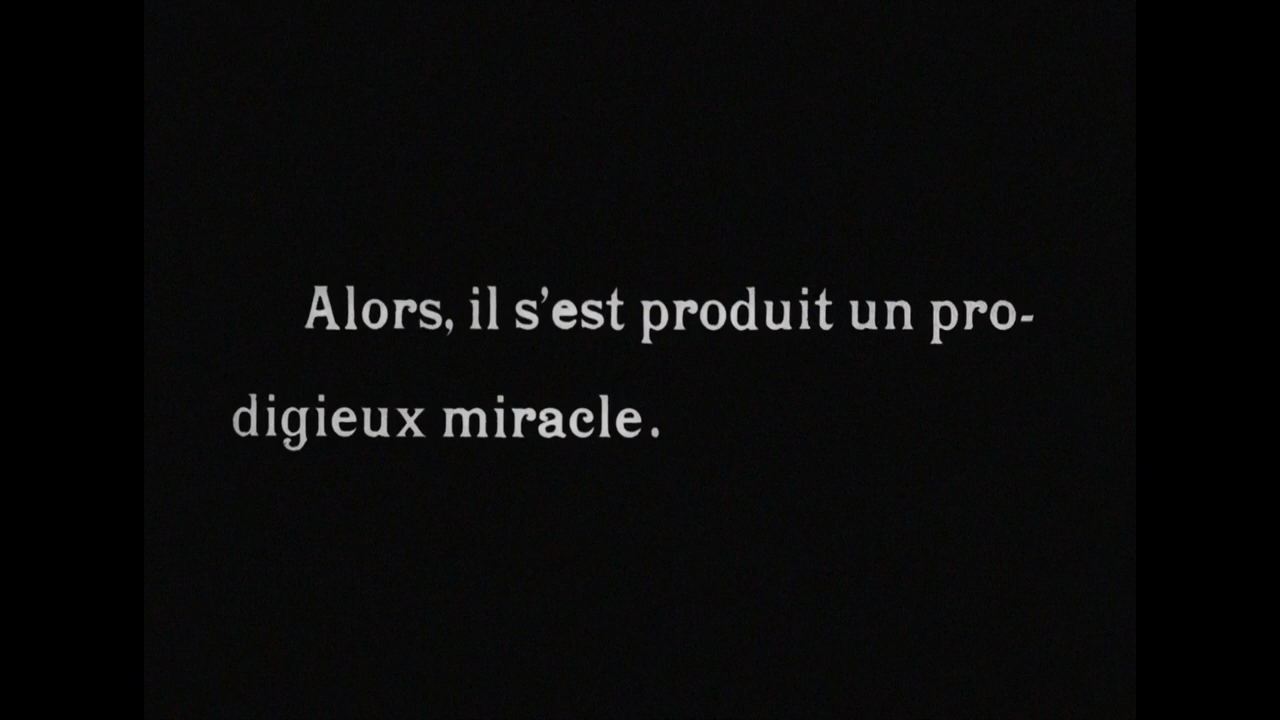 Alors, il s'est produit un pro-
digieux miracle.